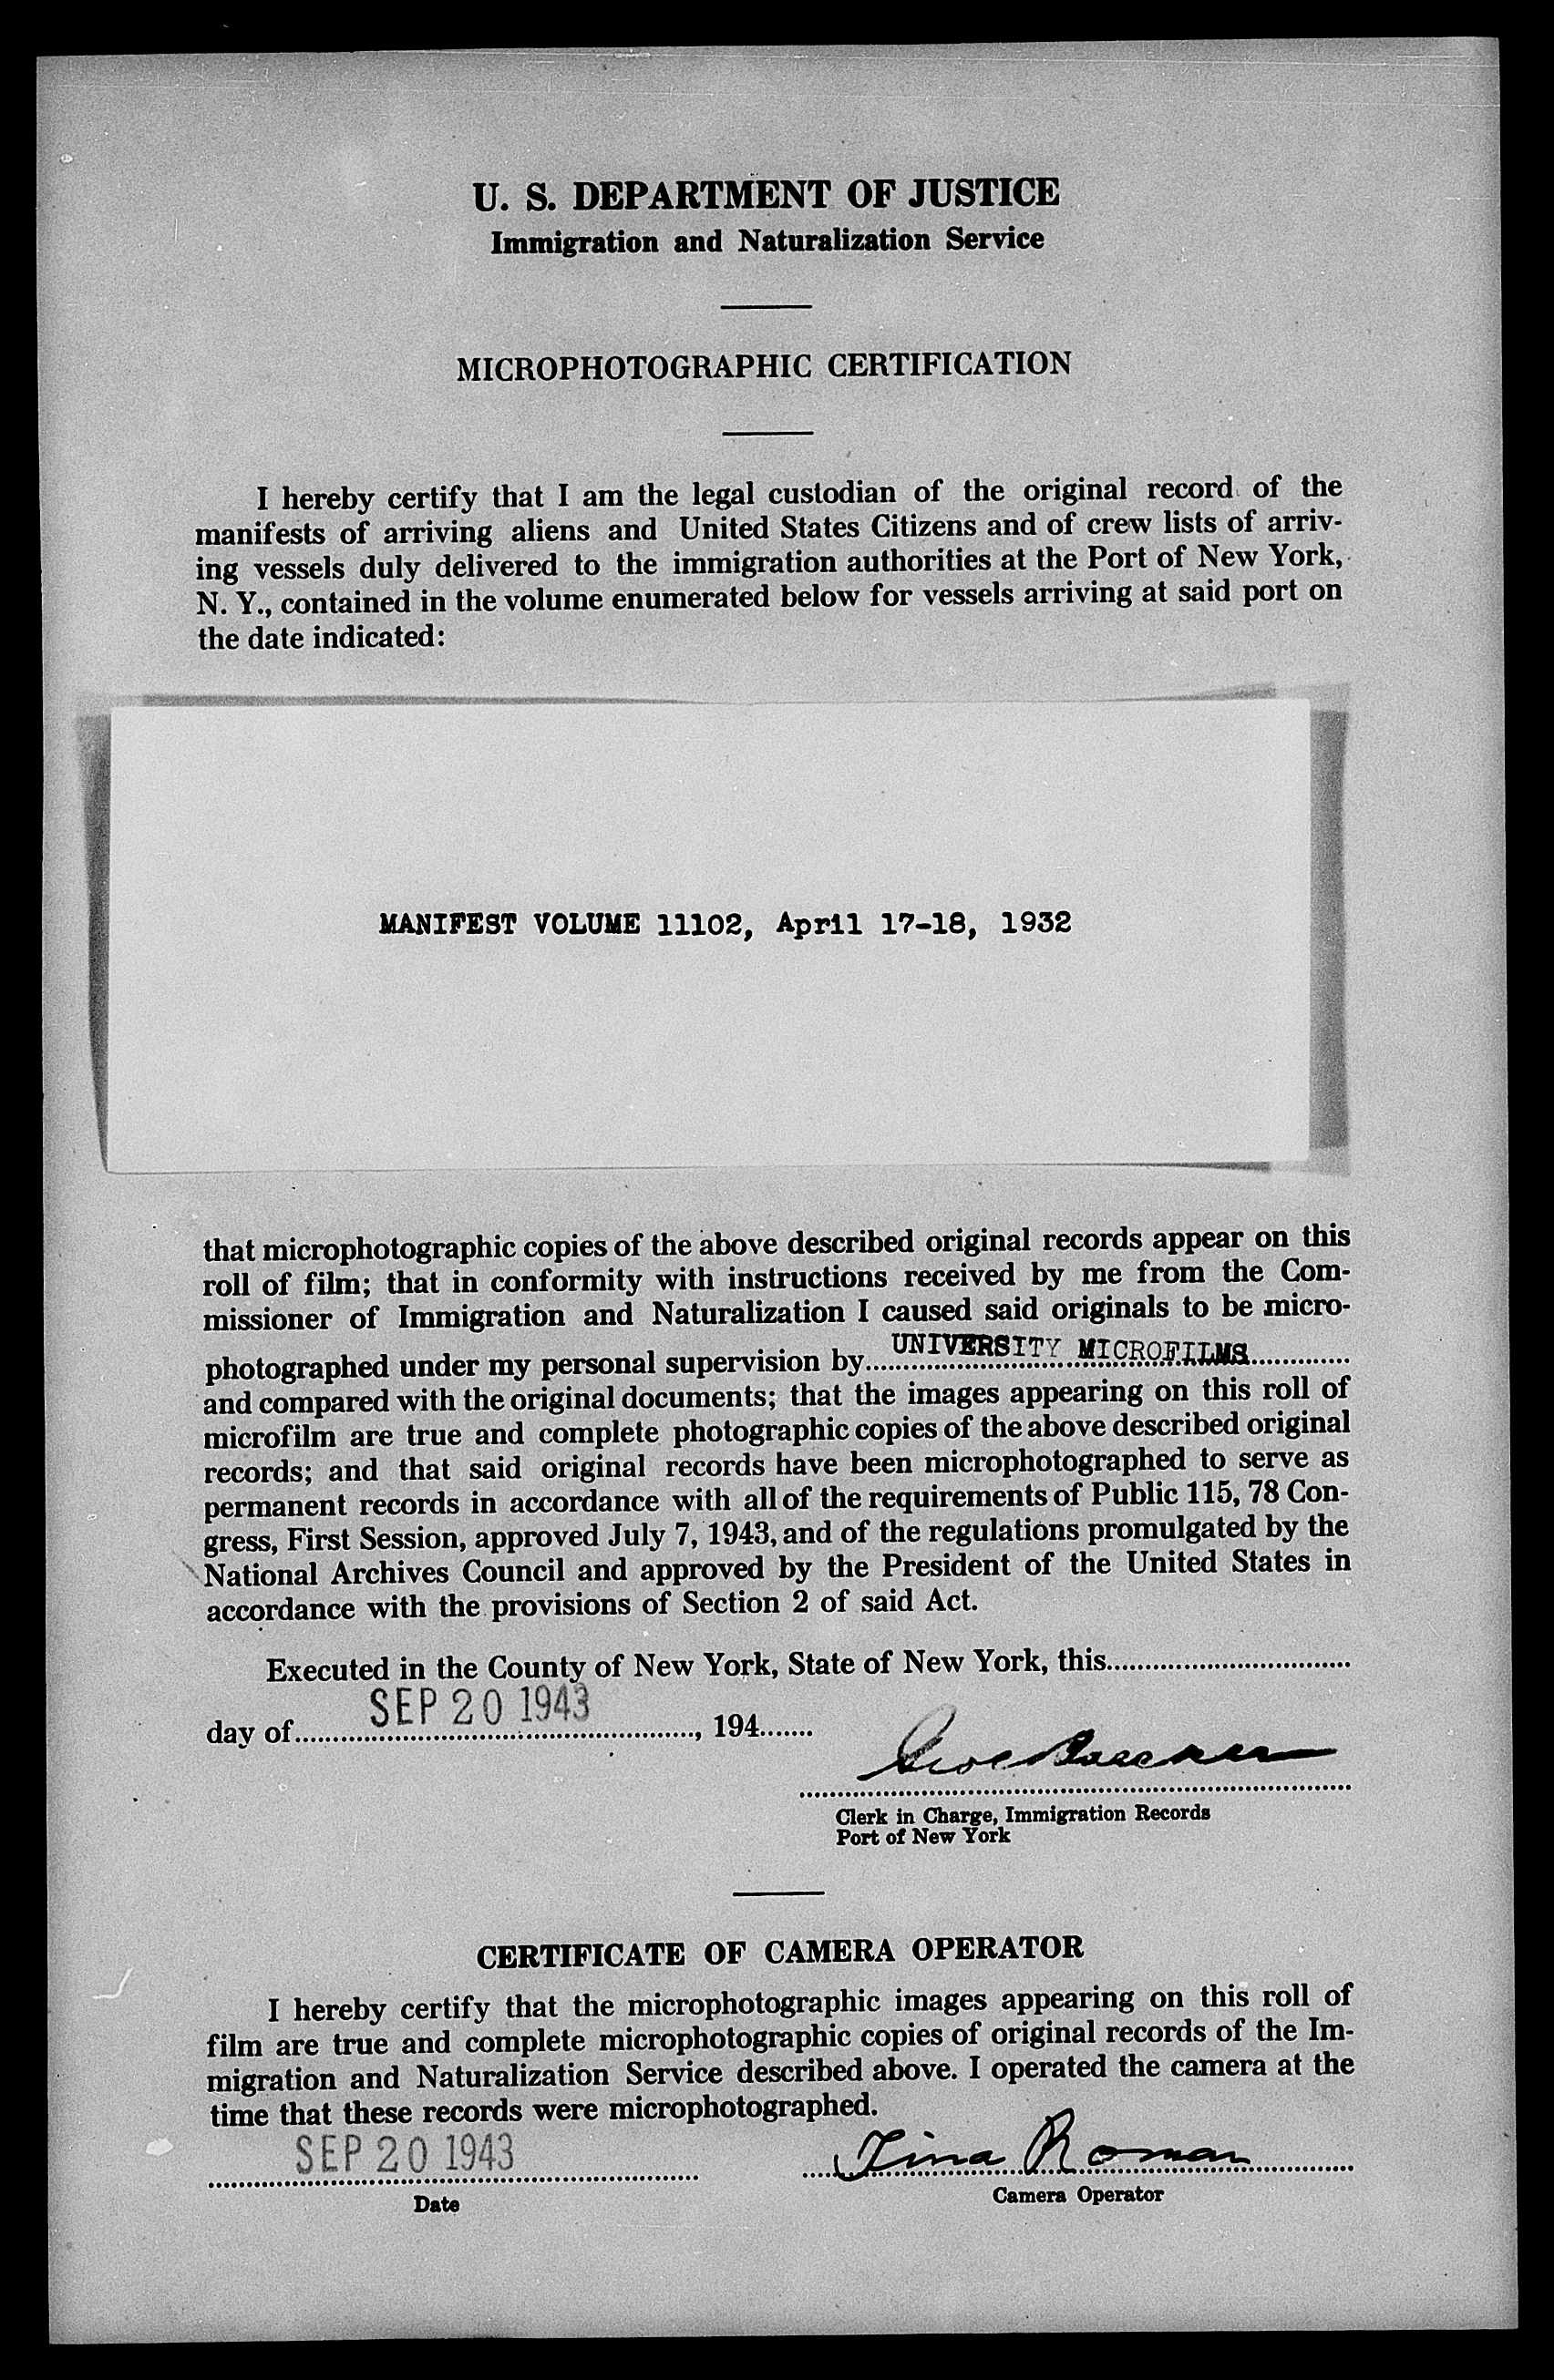 U. S. DEPARTMENT OF JUSTICE
Immigration and Naturalization Service
MICROPHOTOGRAPHIC CERTIFICATION
I hereby certify that I am the legal custodian of the original record of the
manifests of arriving aliens and United States Citizens and of crew lists of arriv-
ing vessels duly delivered to the immigration authorities at the Port of New York,
N. Y., contained in the volume enumerated below for vessels arriving at said port on
the date indicated:
MANIFEST VOLUME 11102, April 17-18, 1932
that microphotographic copies of the above described original records appear on this
roll of film; that in conformity with instructions received by me from the Com-
missioner of Immigration and Naturalization I caused said originals to be micro-
photographed under my personal supervision by UNIVERSITY MICROFILMS
and compared with the original documents; that the images appearing on this roll of
microfilm are true and complete photographic copies of the above described original
records; and that said original records have been microphotographed to serve as
permanent records in accordance with all of the requirements of Public 115, 78 Con-
gress, First Session, approved July 7, 1943, and of the regulations promulgated by the
National Archives Council and approved by the President of the United States in
accordance with the provisions of Section 2 of said Act.
Executed in the County of New York, State of New York, this
day of SEP 20 1943, 194
Clerk in Charge, Immigration Records
Port of New York
CERTIFICATE OF CAMERA OPERATOR
I hereby certify that the microphotographic images appearing on this roll of
film are true and complete microphotographic copies of original records of the Im-
migration and Naturalization Service described above. I operated the camera at the
time that these records were microphotographed.
SEP 20 1943 Tina Roman
Date Camera Operator